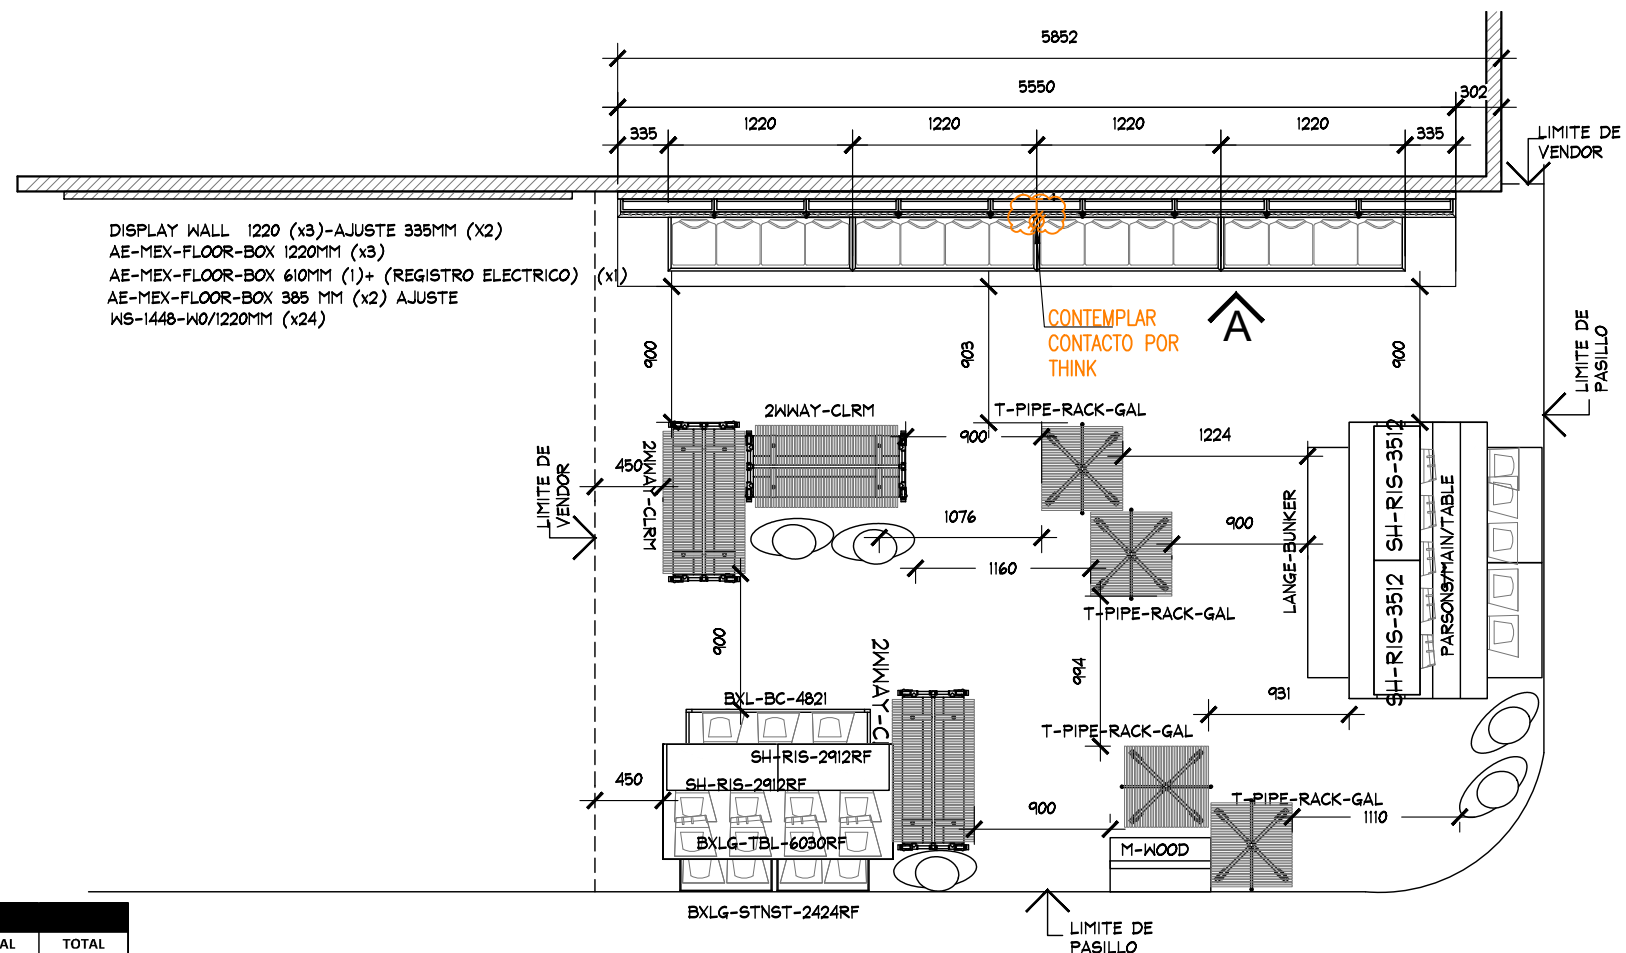 5852
5550
302
335
1220
1220
1220
1220
335
LIMITE DE
VENDOR
DISPLAY WALL 1220 (x3)-AJUSTE 335MM (X2)
AE-MEX-FLOOR-BOX 1220MM (x3)
AE-MEX-FLOOR-BOX 610MM (1)+ (REGISTRO ELECTRICO) (x1)
AE-MEX-FLOOR-BOX 385 MM (x2) AJUSTE
WS-1448-WO/1220MM (x24)
CONTEMPLAR
CONTACTO POR
THINK
A
900
903
900
LIMITE DE
PASILLO
2WWAY-CLRM
T-PIPE-RACK-GAL
900
1224
450
2WWAY-CLRM
LIMITE DE
VENDOR
1076
900
1160
LANGE-BUNKER
SH-RIS-3512
SH-RIS-3512
PARSONS/MAIN/TABLE
T-PIPE-RACK-GAL
900
994
2WWAY-CL
931
BXL-BC-4821
T-PIPE-RACK-GAL
SH-RIS-2912RF
SH-RIS-2912RF
450
900
T-PIPE-RACK-GAL
1110
BXLG-TBL-6030RF
M-WOOD
BXLG-STNST-2424RF
LIMITE DE
PASILLO
AL
TOTAL